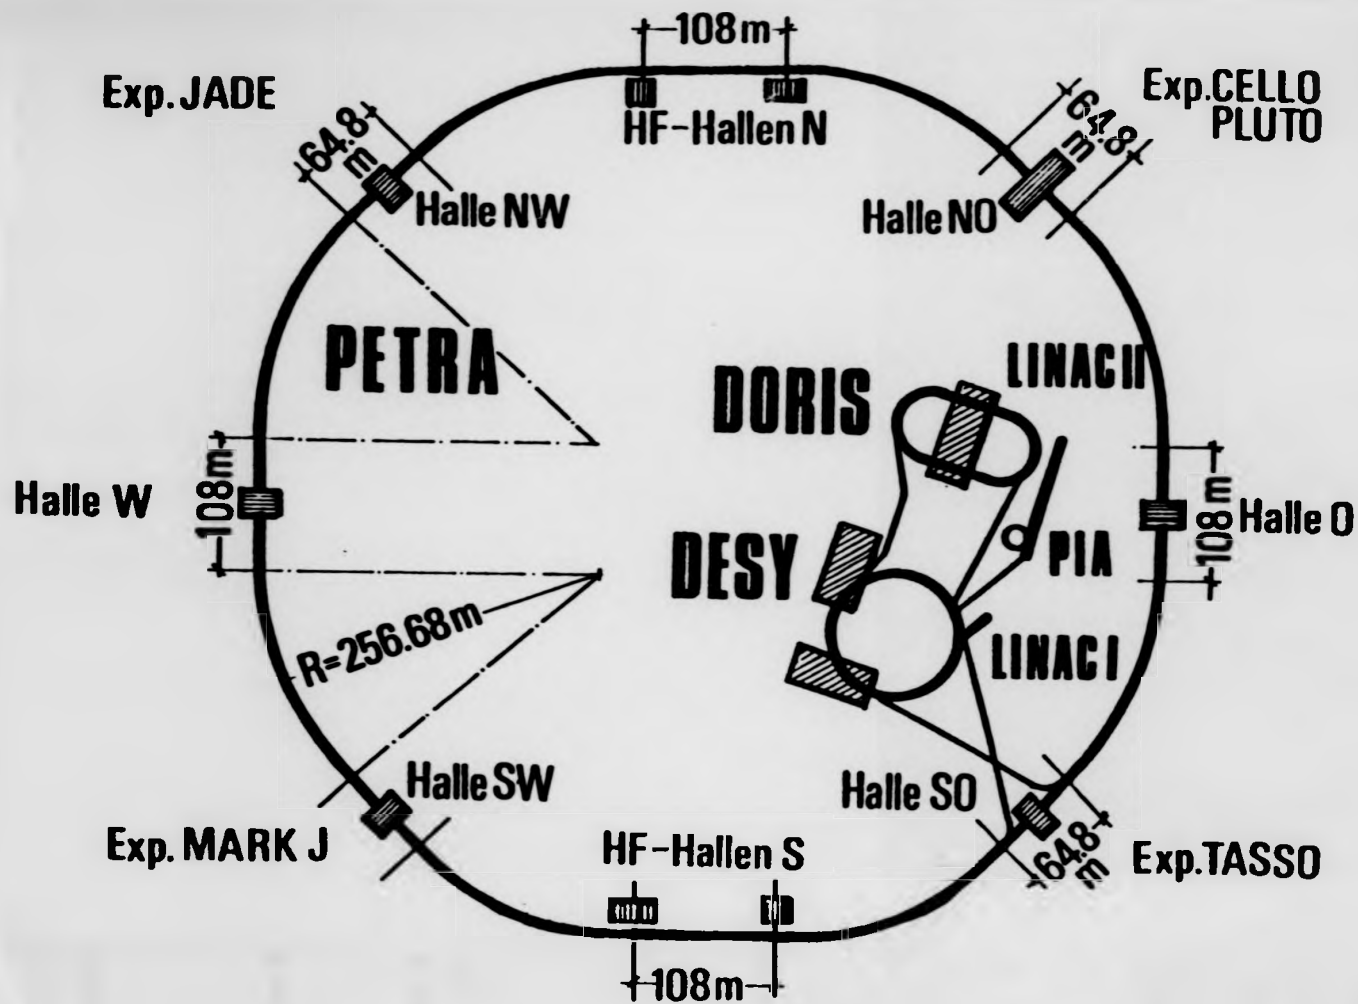 108m
Exp. JADE
Exp. CELLO
PLUTO
64.8
m
64.8
m
HF-Hallen N
Halle NW
Halle NO
PETRA
DORIS
LINAC II
Halle W
108m
108m
Halle O
DESY
PIA
R=256.68m
LINAC I
Halle SW
Halle SO
Exp. MARK J
HF-Hallen S
64.8
m
Exp. TASSO
108m